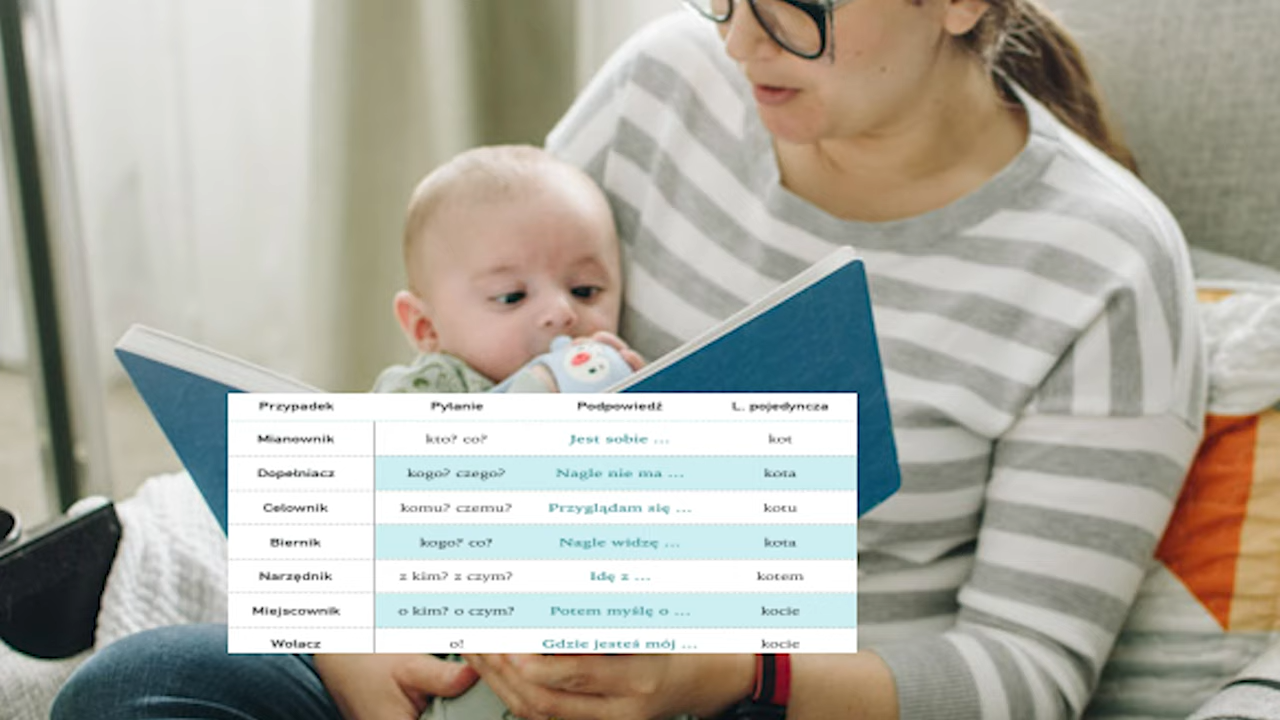 Przypadek Pytanie Podpowiedź L. pojedyncza
Mianownik kto? co? Jest sobie ... kot
Dopełniacz kogo? czego? Nagle nie ma ... kota
Celownik komu? czemu? Przyglądam się ... kotu
Biernik kogo? co? Nagle widzę ... kota
Narzędnik z kim? z czym? Idę z ... kotem
Miejscownik o kim? o czym? Potem myślę o ... kocie
Wołacz o! Gdzie jesteś mój ... kocie